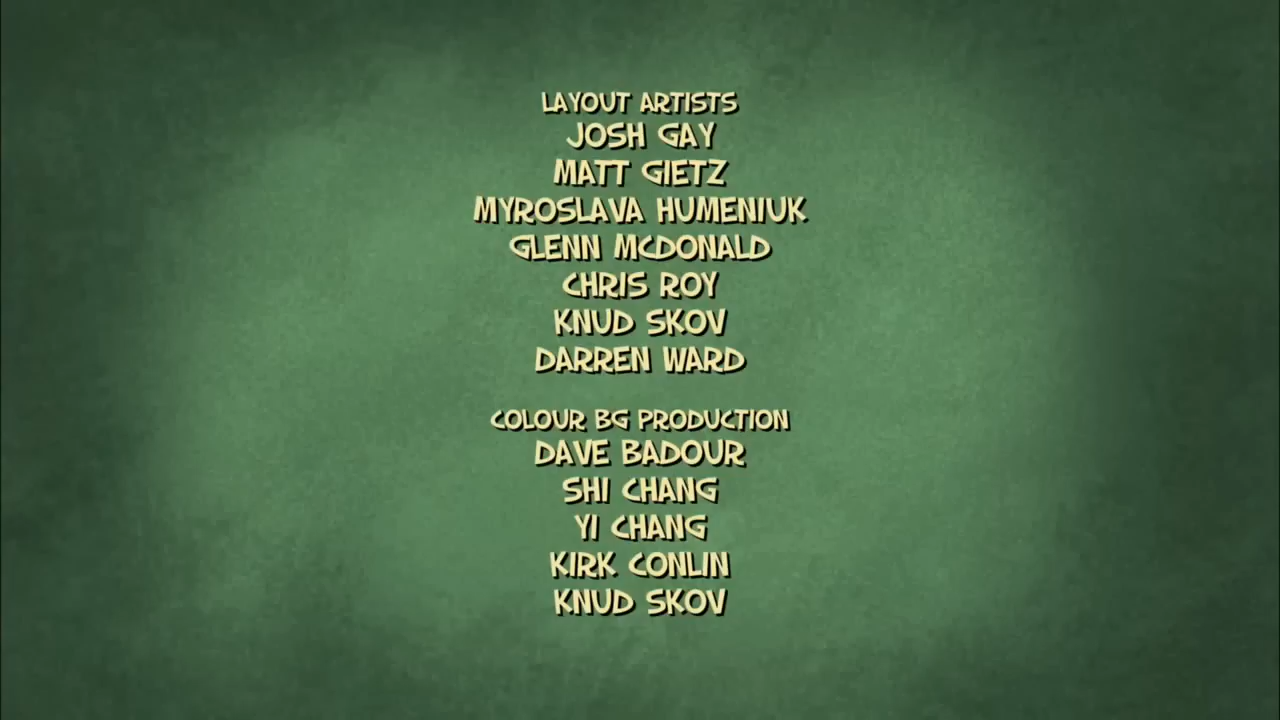 LAYOUT ARTISTS
JOSH GAY
MATT GIETZ
MYROSLAVA HUMENIUK
GLENN MCDONALD
CHRIS ROY
KNUD SKOV
DARREN WARD
COLOUR BG PRODUCTION
DAVE BADOUR
SHI CHANG
YI CHANG
KIRK CONLIN
KNUD SKOV